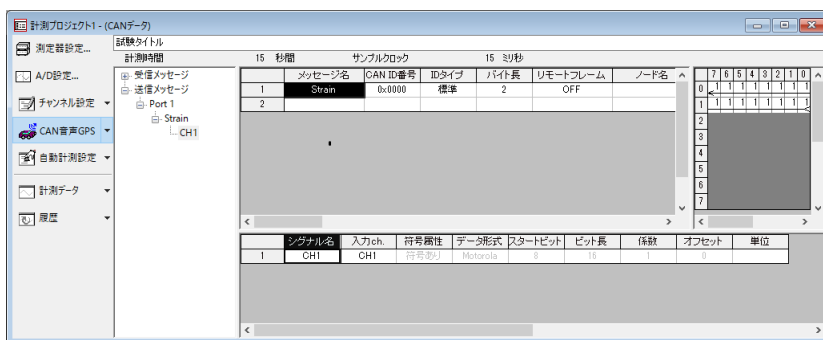 計測プロジェクト1 - (CANデータ)
測定器設定...
A/D設定...
チャンネル設定
CAN音声GPS
自動計測設定
計測データ
履歴
試験タイトル
計測時間 15 秒間 サンプルクロック 15 ミリ秒
受信メッセージ
送信メッセージ
Port 1
Strain
CH1
メッセージ名 CAN ID番号 IDタイプ バイト長 リモートフレーム ノード名
1 Strain 0x0000 標準 2 OFF
2
7 6 5 4 3 2 1 0
0 1 1 1 1 1 1 1 1
1 1 1 1 1 1 1 1 1
2
3
4
5
6
7
シグナル名 入力ch. 符号属性 データ形式 スタートビット ビット長 係数 オフセット 単位
1 CH1 CH1 符号あり Motorola 8 16 1 0